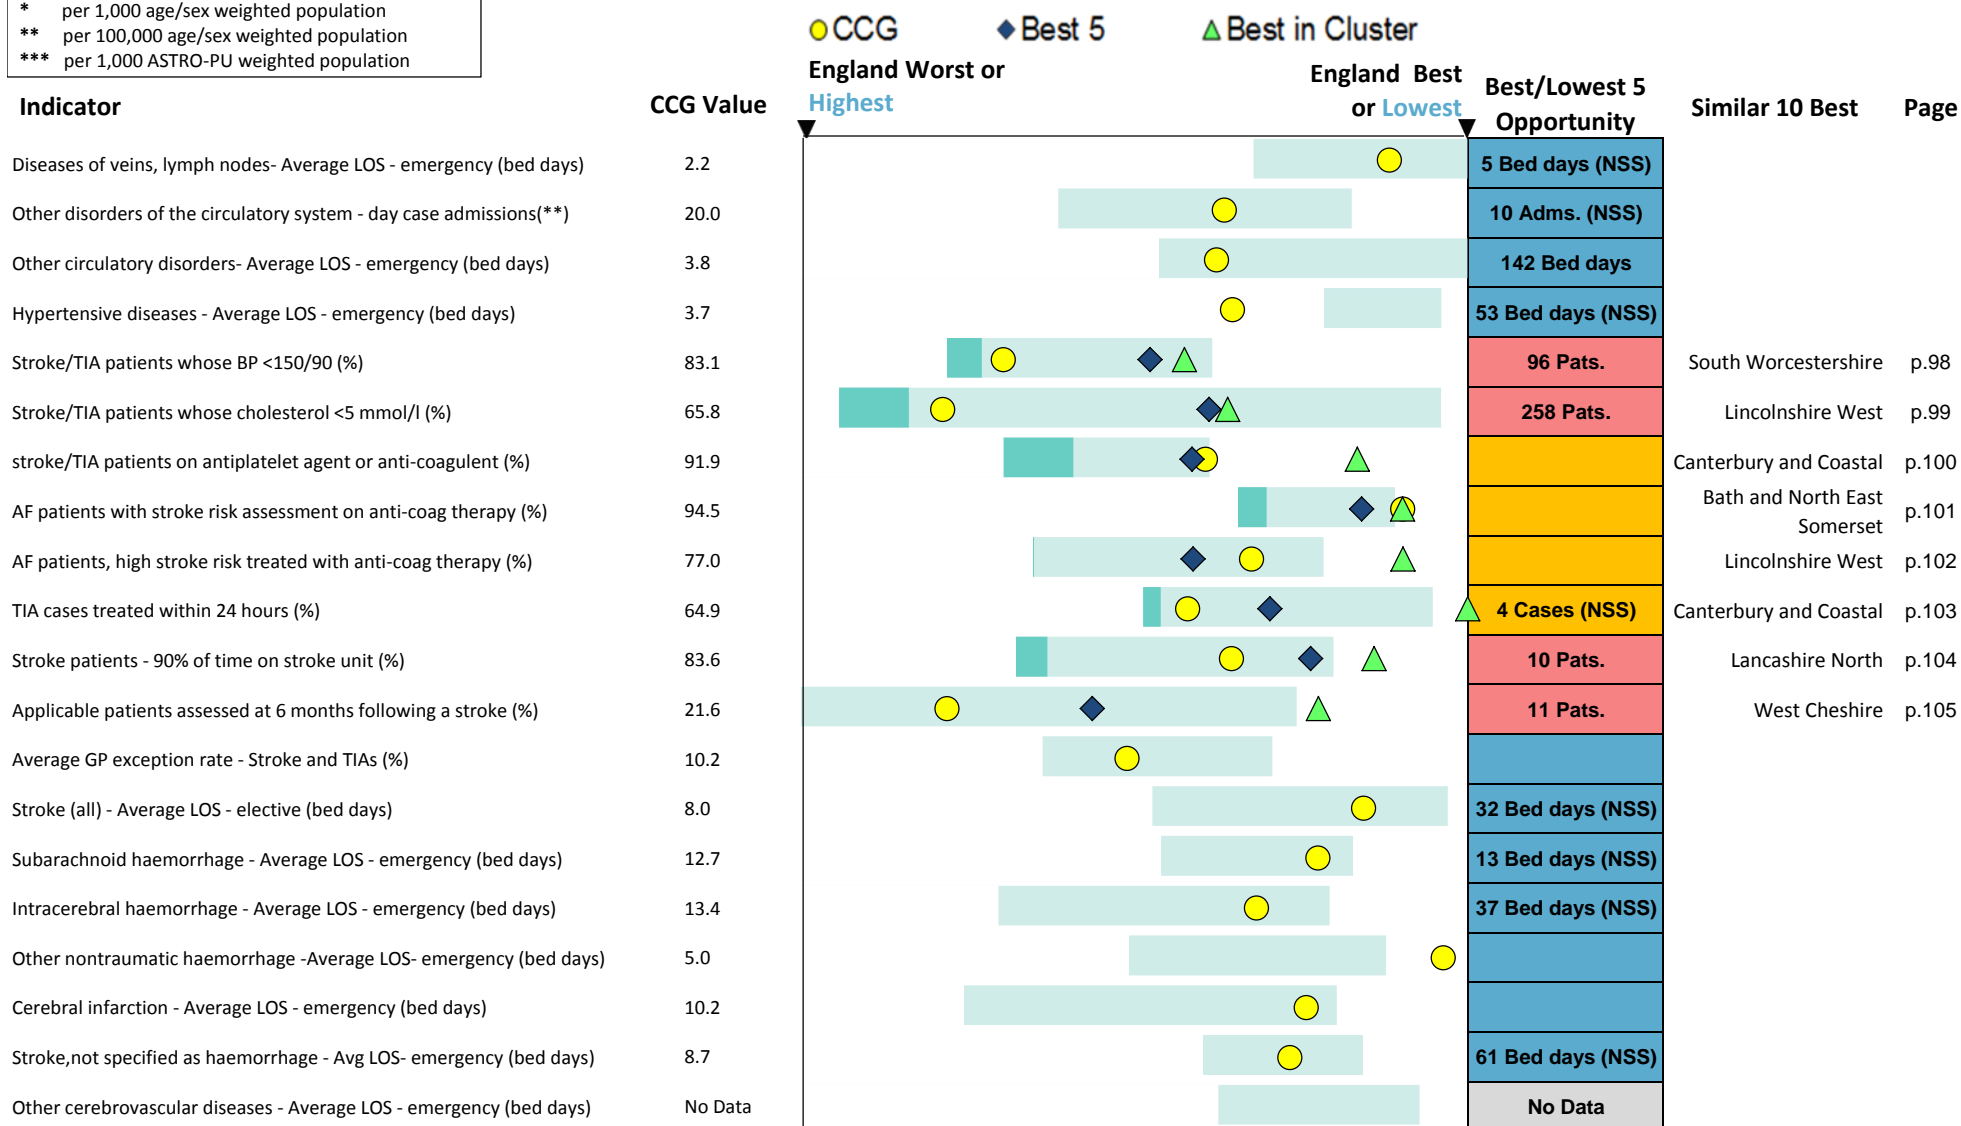 * per 1,000 age/sex weighted population
** per 100,000 age/sex weighted population
*** per 1,000 ASTRO-PU weighted population
CCG Best 5 Best in Cluster
England Worst or Highest
England Best or Lowest
Indicator CCG Value Best/Lowest 5 Opportunity Similar 10 Best Page
Diseases of veins, lymph nodes- Average LOS - emergency (bed days) 2.2 5 Bed days (NSS)
Other disorders of the circulatory system - day case admissions(**) 20.0 10 Adms. (NSS)
Other circulatory disorders- Average LOS - emergency (bed days) 3.8 142 Bed days
Hypertensive diseases - Average LOS - emergency (bed days) 3.7 53 Bed days (NSS)
Stroke/TIA patients whose BP <150/90 (%) 83.1 96 Pats. South Worcestershire p.98
Stroke/TIA patients whose cholesterol <5 mmol/l (%) 65.8 258 Pats. Lincolnshire West p.99
stroke/TIA patients on antiplatelet agent or anti-coagulent (%) 91.9 Canterbury and Coastal p.100
AF patients with stroke risk assessment on anti-coag therapy (%) 94.5 Bath and North East Somerset p.101
AF patients, high stroke risk treated with anti-coag therapy (%) 77.0 Lincolnshire West p.102
TIA cases treated within 24 hours (%) 64.9 4 Cases (NSS) Canterbury and Coastal p.103
Stroke patients - 90% of time on stroke unit (%) 83.6 10 Pats. Lancashire North p.104
Applicable patients assessed at 6 months following a stroke (%) 21.6 11 Pats. West Cheshire p.105
Average GP exception rate - Stroke and TIAs (%) 10.2
Stroke (all) - Average LOS - elective (bed days) 8.0 32 Bed days (NSS)
Subarachnoid haemorrhage - Average LOS - emergency (bed days) 12.7 13 Bed days (NSS)
Intracerebral haemorrhage - Average LOS - emergency (bed days) 13.4 37 Bed days (NSS)
Other nontraumatic haemorrhage -Average LOS- emergency (bed days) 5.0
Cerebral infarction - Average LOS - emergency (bed days) 10.2
Stroke,not specified as haemorrhage - Avg LOS- emergency (bed days) 8.7 61 Bed days (NSS)
Other cerebrovascular diseases - Average LOS - emergency (bed days) No Data No Data